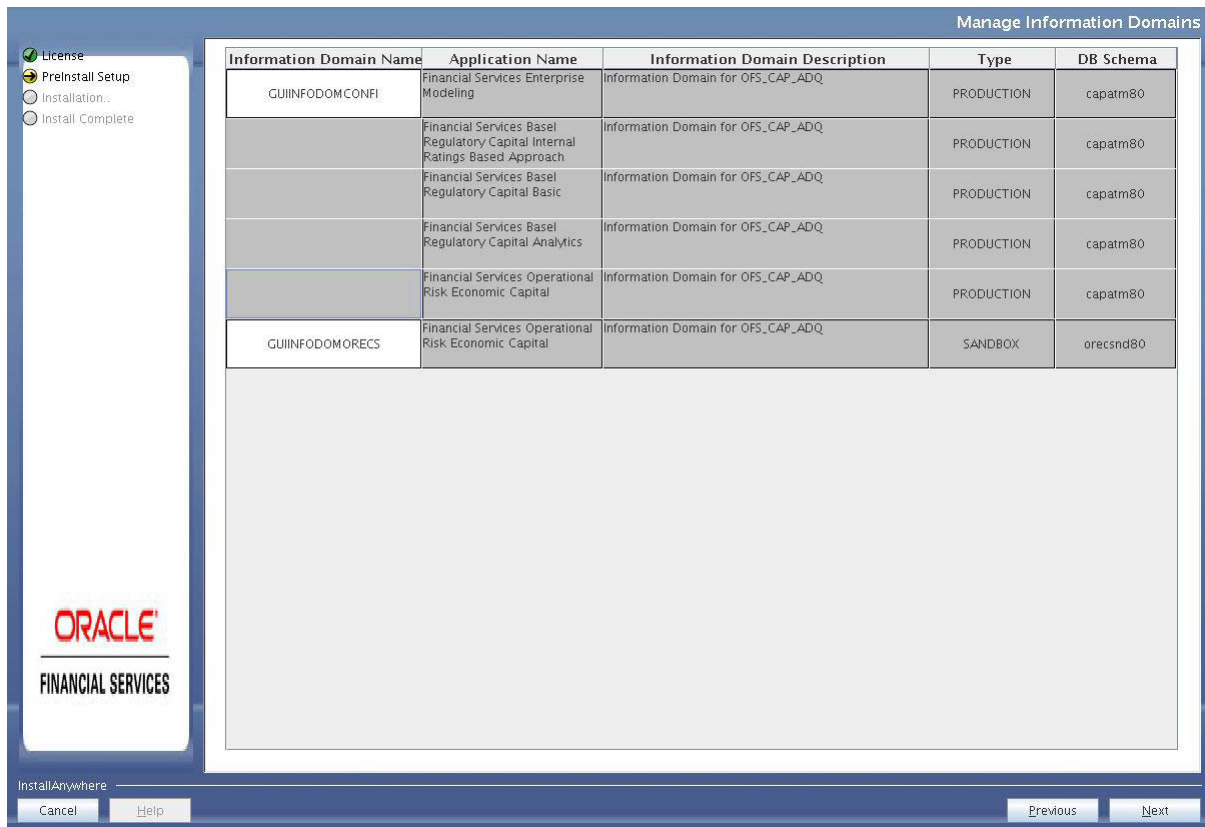 Manage Information Domains
License
PreInstall Setup
Installation..
Install Complete
Information Domain Name Application Name Information Domain Description Type DB Schema
GUIINFODOMCONFI Financial Services Enterprise Modeling Information Domain for OFS_CAP_ADQ PRODUCTION capatm80
Financial Services Basel Regulatory Capital Internal Ratings Based Approach Information Domain for OFS_CAP_ADQ PRODUCTION capatm80
Financial Services Basel Regulatory Capital Basic Information Domain for OFS_CAP_ADQ PRODUCTION capatm80
Financial Services Basel Regulatory Capital Analytics Information Domain for OFS_CAP_ADQ PRODUCTION capatm80
Financial Services Operational Risk Economic Capital Information Domain for OFS_CAP_ADQ PRODUCTION capatm80
GUIINFODOMORECS Financial Services Operational Risk Economic Capital Information Domain for OFS_CAP_ADQ SANDBOX orecsnd80
ORACLE
FINANCIAL SERVICES
InstallAnywhere
Cancel Help Previous Next